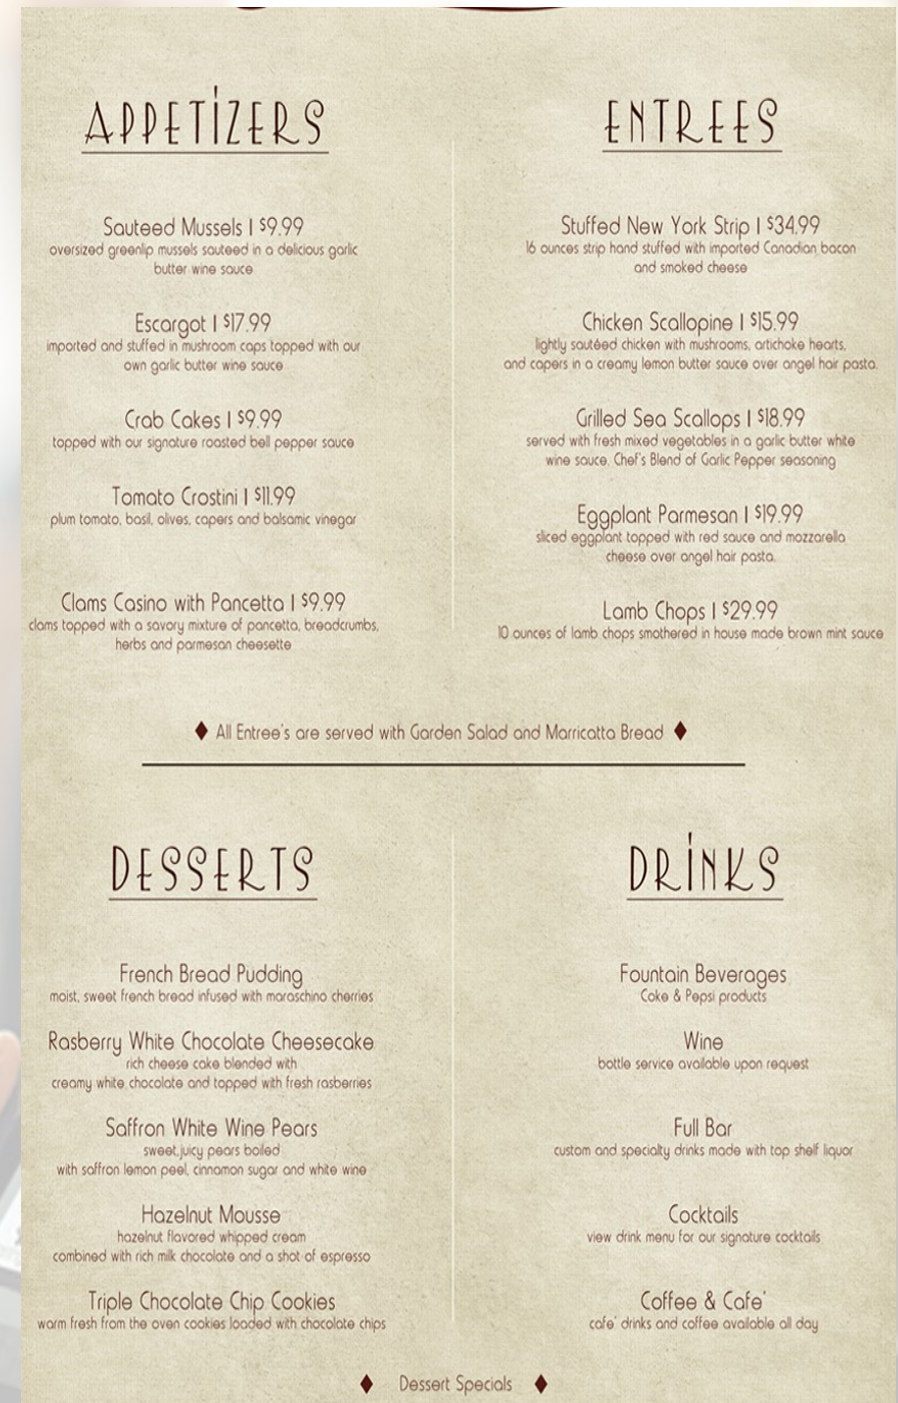 APPETIZERS
Sauteed Mussels | $9.99
oversized greenlip mussels sauteed in a delicious garlic
butter wine sauce
Escargot | $17.99
imported and stuffed in mushroom caps topped with our
own garlic butter wine sauce
Crab Cakes | $9.99
topped with our signature roasted bell pepper sauce
Tomato Crostini | $11.99
plum tomato, basil, olives, capers and balsamic vinegar
Clams Casino with Pancetta | $9.99
clams topped with a savory mixture of pancetta, breadcrumbs,
herbs and parmesan cheesette
ENTREES
Stuffed New York Strip | $34.99
16 ounces strip hand stuffed with imported Canadian bacon
and smoked cheese
Chicken Scallopine | $15.99
lightly sautéed chicken with mushrooms, artichoke hearts,
and capers in a creamy lemon butter sauce over angel hair pasta.
Grilled Sea Scallops | $18.99
served with fresh mixed vegetables in a garlic butter white
wine sauce. Chef's Blend of Garlic Pepper seasoning
Eggplant Parmesan | $19.99
sliced eggplant topped with red sauce and mozzarella
cheese over angel hair pasta.
Lamb Chops | $29.99
10 ounces of lamb chops smothered in house made brown mint sauce
All Entree's are served with Garden Salad and Marricatta Bread
DESSERTS
French Bread Pudding
moist, sweet french bread infused with maraschino cherries
Rasberry White Chocolate Cheesecake
rich cheese cake blended with
creamy white chocolate and topped with fresh rasberries
Saffron White Wine Pears
sweet,juicy pears boiled
with saffron lemon peel, cinnamon sugar and white wine
Hazelnut Mousse
hazelnut flavored whipped cream
combined with rich milk chocolate and a shot of espresso
Triple Chocolate Chip Cookies
warm fresh from the oven cookies loaded with chocolate chips
DRINKS
Fountain Beverages
Coke & Pepsi products
Wine
bottle service available upon request
Full Bar
custom and specialty drinks made with top shelf liquor
Cocktails
view drink menu for our signature cocktails
Coffee & Cafe'
cafe' drinks and coffee available all day
Dessert Specials